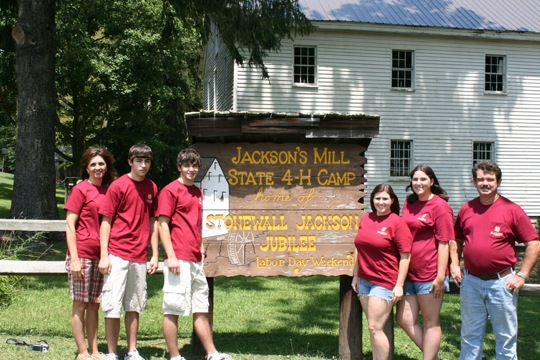 JACKSON'S MILL
STATE 4-H CAMP
home of
STONEWALL JACKSON
JUBILEE
Labor Day Weekend